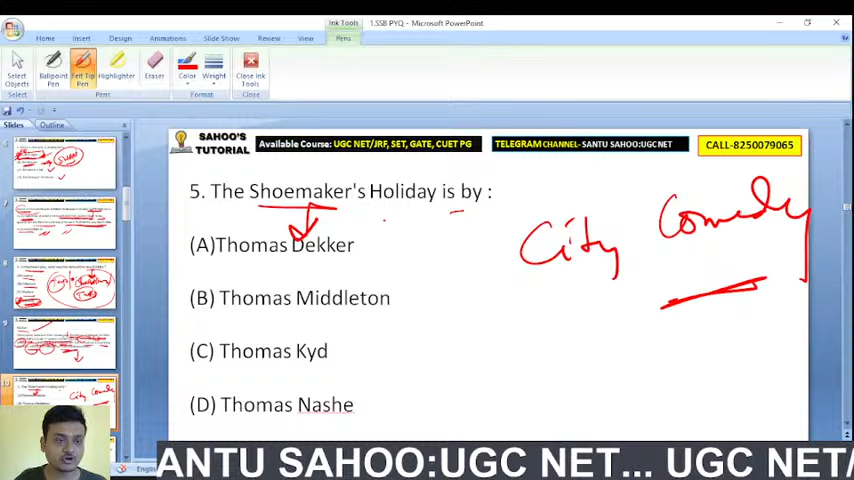 Ink Tools
1.SSB PYQ - Microsoft PowerPoint
Home Insert Design Animations Slide Show Review View Pens
Select Objects
Ballpoint Pen
Felt Tip Pen
Highlighter
Eraser
Color
Weight
Close Ink Tools
Select
Pens
Format
Close
Slides Outline
SAHOO'S TUTORIAL
Available Course: UGC NET/JRF, SET, GATE, CUET PG
TELEGRAM CHANNEL- SANTU SAHOO:UGC NET
CALL-8250079065
5. The Shoemaker's Holiday is by :
(A)Thomas Dekker
City Comedy
(B) Thomas Middleton
(C) Thomas Kyd
(D) Thomas Nashe
ANTU SAHOO:UGC NET... UGC NET/